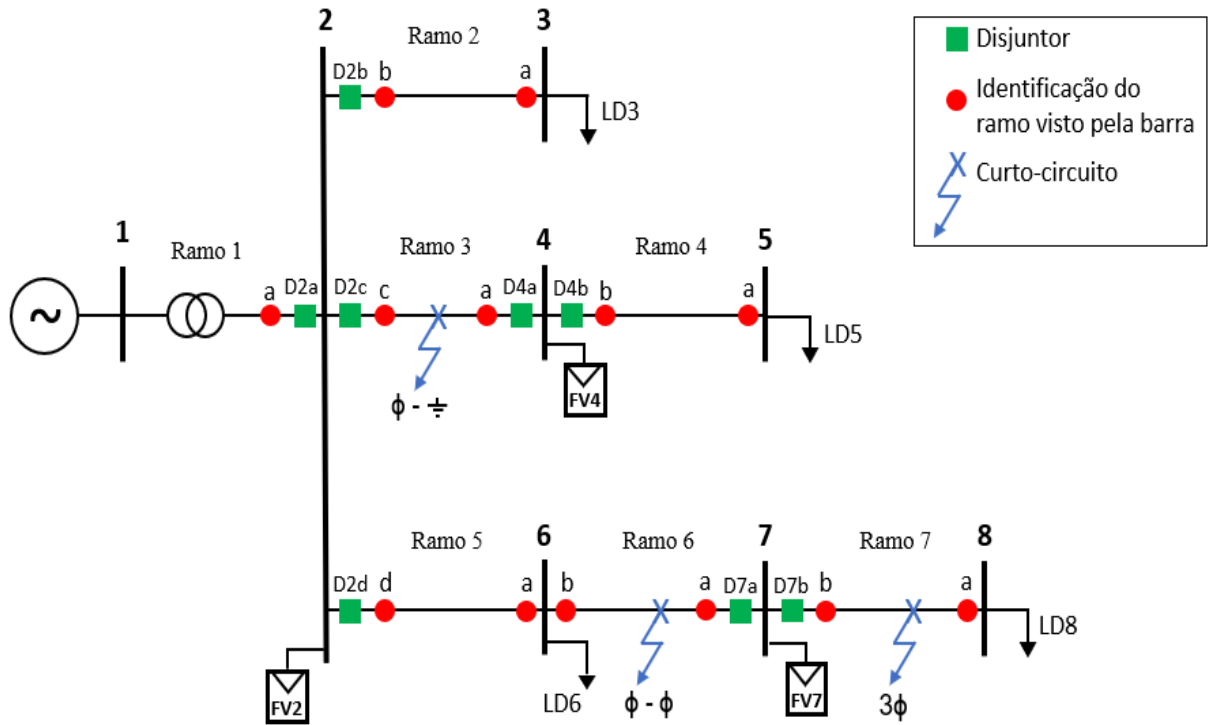 2
Ramo 2
3
D2b
b
a
LD3
Disjuntor
Identificação do
ramo visto pela barra
Curto-circuito
1
Ramo 1
a
D2a
D2c
c
Ramo 3
a
D4a
4
D4b
b
Ramo 4
a
5
LD5
~
ϕ - ⏚
FV4
D2d
d
Ramo 5
a
6
b
Ramo 6
a
D7a
7
D7b
b
Ramo 7
a
8
LD8
FV2
LD6
ϕ - ϕ
FV7
3ϕ